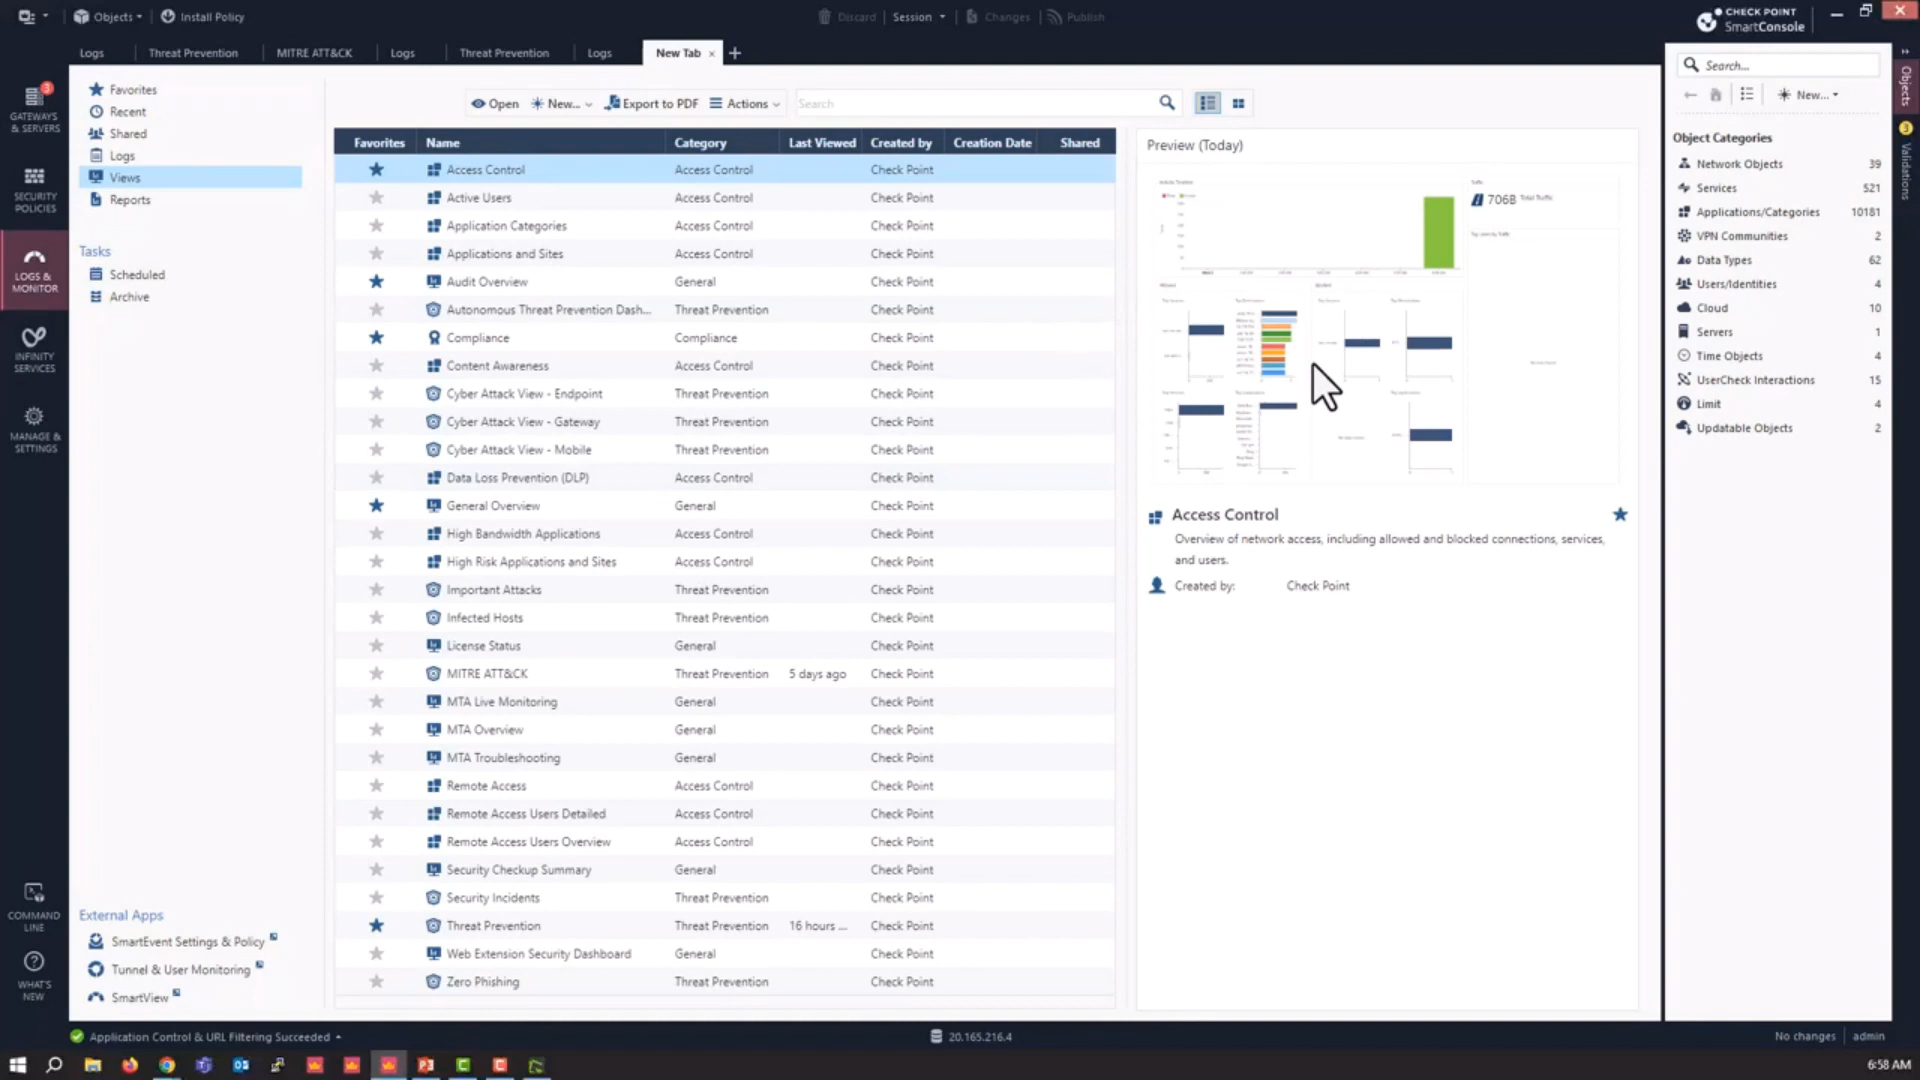 Objects
Install Policy
Discard
Session
Changes
Publish
CHECK POINT
SmartConsole
Logs
Threat Prevention
MITRE ATT&CK
Logs
Threat Prevention
Logs
New Tab
3
GATEWAYS
& SERVERS
SECURITY
POLICIES
LOGS &
MONITOR
INFINITY
SERVICES
MANAGE &
SETTINGS
COMMAND
LINE
WHAT'S
NEW
Favorites
Recent
Shared
Logs
Views
Reports
Tasks
Scheduled
Archive
External Apps
SmartEvent Settings & Policy
Tunnel & User Monitoring
SmartView
Open
New...
Export to PDF
Actions
Search
Favorites Name Category Last Viewed Created by Creation Date Shared
Access Control Access Control Check Point
Active Users Access Control Check Point
Application Categories Access Control Check Point
Applications and Sites Access Control Check Point
Audit Overview General Check Point
Autonomous Threat Prevention Dash... Threat Prevention Check Point
Compliance Compliance Check Point
Content Awareness Access Control Check Point
Cyber Attack View - Endpoint Threat Prevention Check Point
Cyber Attack View - Gateway Threat Prevention Check Point
Cyber Attack View - Mobile Threat Prevention Check Point
Data Loss Prevention (DLP) Access Control Check Point
General Overview General Check Point
High Bandwidth Applications Access Control Check Point
High Risk Applications and Sites Access Control Check Point
Important Attacks Threat Prevention Check Point
Infected Hosts Threat Prevention Check Point
License Status General Check Point
MITRE ATT&CK Threat Prevention 5 days ago Check Point
MTA Live Monitoring General Check Point
MTA Overview General Check Point
MTA Troubleshooting General Check Point
Remote Access Access Control Check Point
Remote Access Users Detailed Access Control Check Point
Remote Access Users Overview Access Control Check Point
Security Checkup Summary General Check Point
Security Incidents Threat Prevention Check Point
Threat Prevention Threat Prevention 16 hours ... Check Point
Web Extension Security Dashboard General Check Point
Zero Phishing Threat Prevention Check Point
Preview (Today)
706B Total Traffic
Access Control
Overview of network access, including allowed and blocked connections, services,
and users.
Created by: Check Point
Search...
New...
Object Categories
Network Objects 39
Services 521
Applications/Categories 10181
VPN Communities 2
Data Types 62
Users/Identities 4
Cloud 10
Servers 1
Time Objects 4
UserCheck Interactions 15
Limit 4
Updatable Objects 2
Objects
Validations
Application Control & URL Filtering Succeeded
20.165.216.4
No changes
admin
6:58 AM